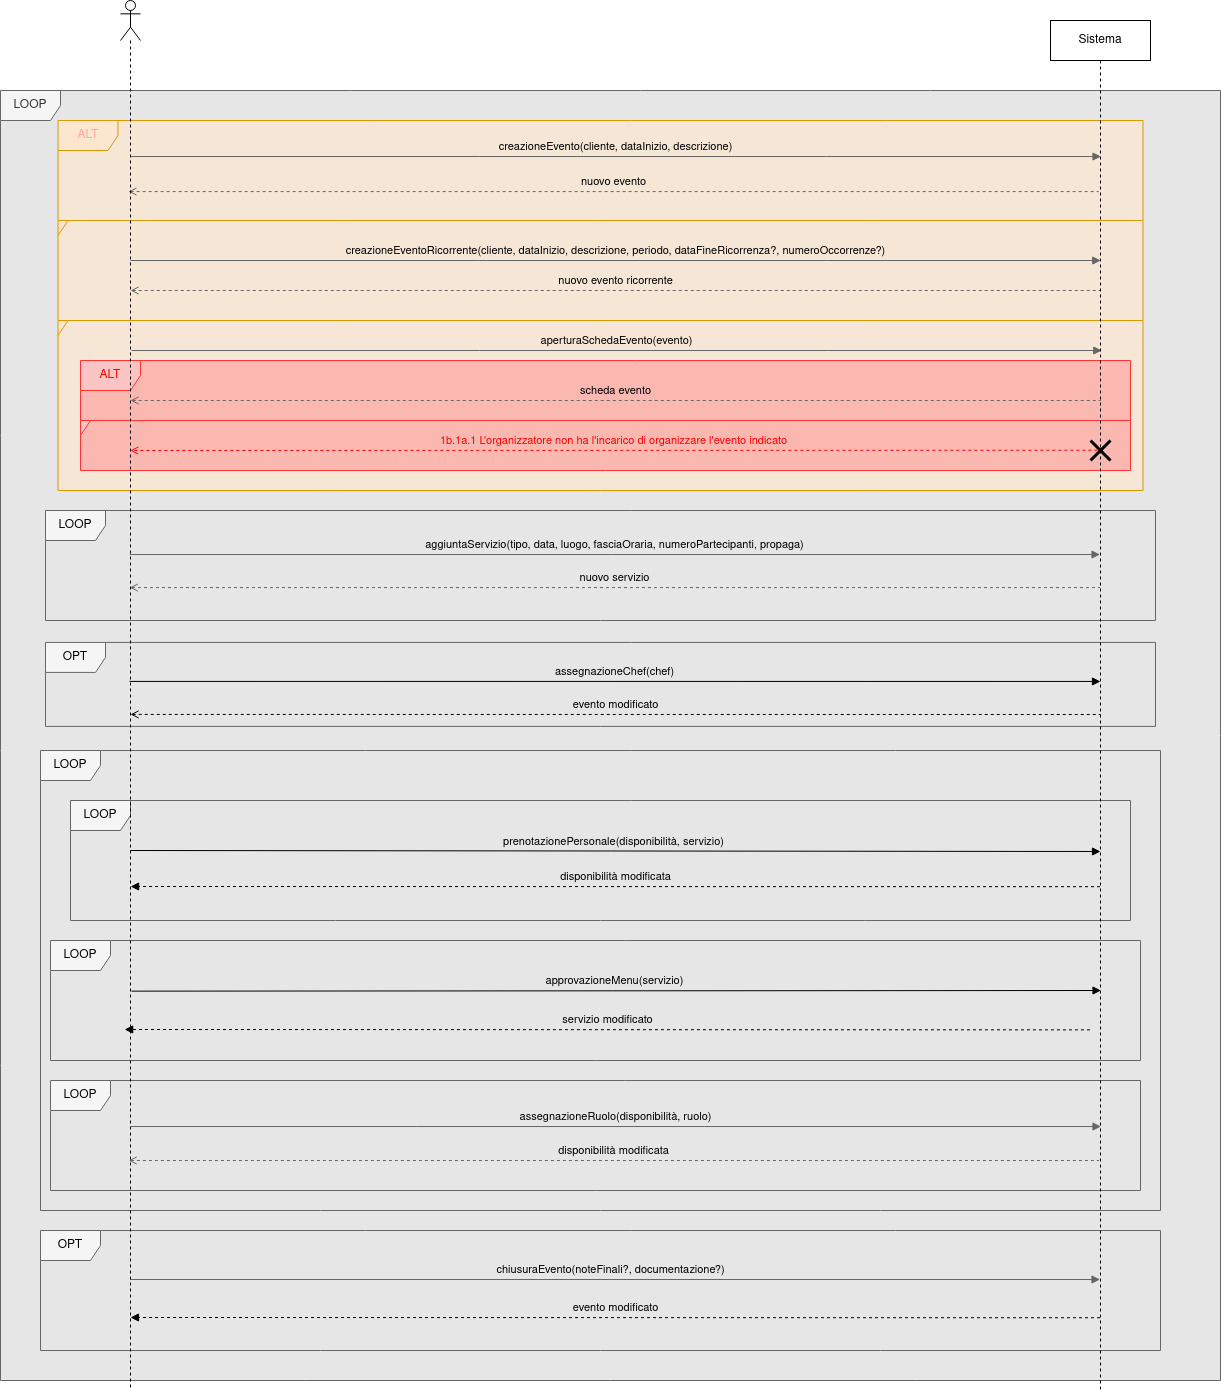 Sistema
LOOP
ALT
creazioneEvento(cliente, dataInizio, descrizione)
nuovo evento
creazioneEventoRicorrente(cliente, dataInizio, descrizione, periodo, dataFineRicorrenza?, numeroOccorrenze?)
nuovo evento ricorrente
aperturaSchedaEvento(evento)
ALT
scheda evento
1b.1a.1 L'organizzatore non ha l'incarico di organizzare l'evento indicato
LOOP
aggiuntaServizio(tipo, data, luogo, fasciaOraria, numeroPartecipanti, propaga)
nuovo servizio
OPT
assegnazioneChef(chef)
evento modificato
LOOP
LOOP
prenotazionePersonale(disponibilità, servizio)
disponibilità modificata
LOOP
approvazioneMenu(servizio)
servizio modificato
LOOP
assegnazioneRuolo(disponibilità, ruolo)
disponibilità modificata
OPT
chiusuraEvento(noteFinali?, documentazione?)
evento modificato